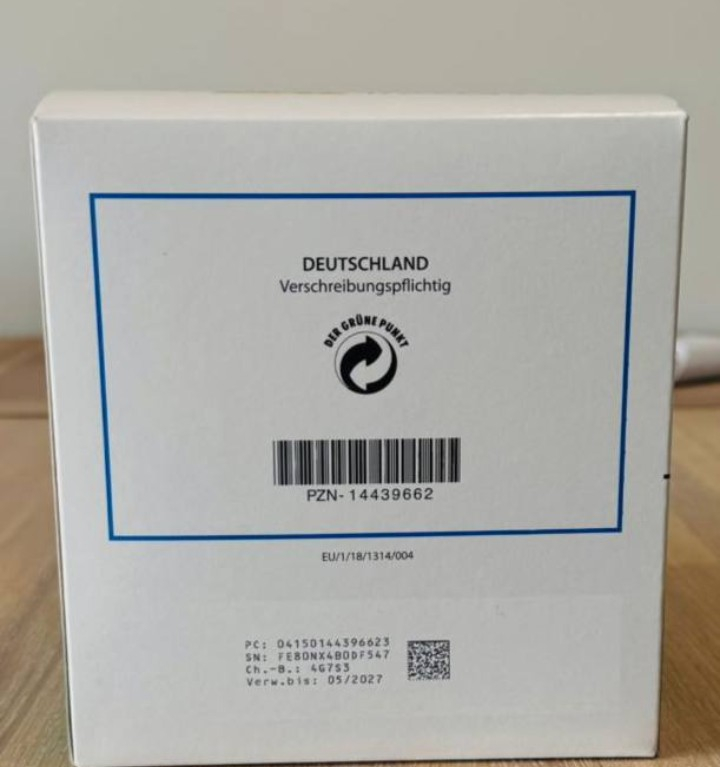 DEUTSCHLAND
Verschreibungspflichtig
DER GRÜNE PUNKT
PZN- 14439662
EU/1/18/1314/004
PC: 04150144396623
SN: FE80NX4B0DF547
Ch.-B.: 4G7S3
Verw.bis: 05/2027